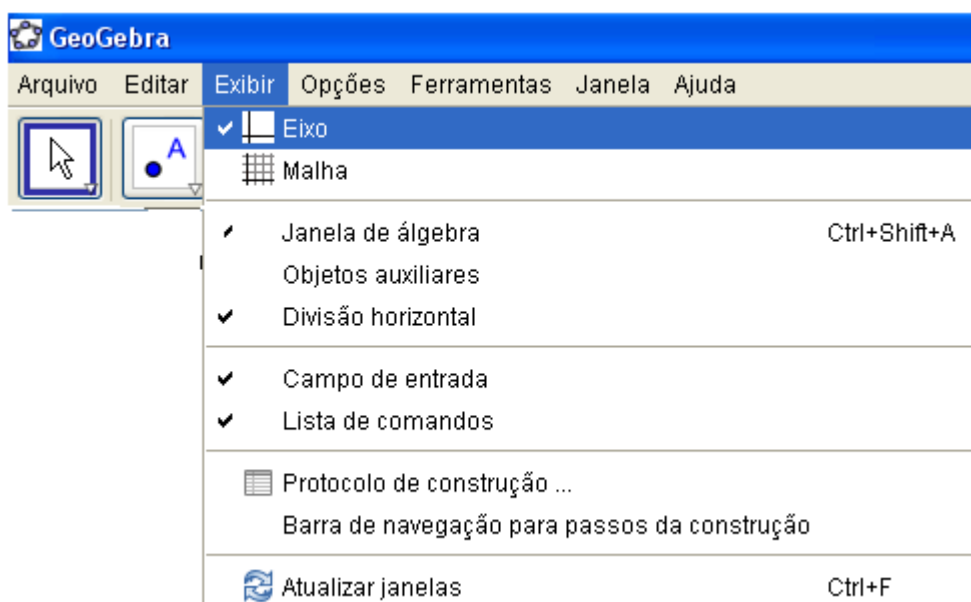 GeoGebra
Arquivo Editar Exibir Opções Ferramentas Janela Ajuda
A
Eixo
Malha
Janela de álgebra Ctrl+Shift+A
Objetos auxiliares
Divisão horizontal
Campo de entrada
Lista de comandos
Protocolo de construção ...
Barra de navegação para passos da construção
Atualizar janelas Ctrl+F